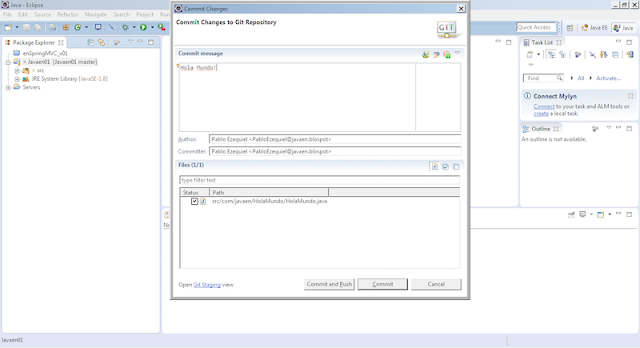 Java - Eclipse
File Edit Source Refactor Navigate
Commit Changes
Commit Changes to Git Repository
GIT
Quick Access
Java EE
Java
Package Explorer
enSpringMVC_v01
> Javaen01 [Javaen01 master]
> src
JRE System Library [JavaSE-1.8]
Servers
Commit message
Hola Mundo!
Author: Pablo Ezequiel <PabloEzequiel@javaen.blospot>
Committer: Pablo Ezequiel <PabloEzequiel@javaen.blospot>
Files (1/1)
type filter text
Status Path
src/com/javaen/HolaMundo/HolaMundo.java
Open Git Staging view
Commit and Push
Commit
Cancel
Task List
Find
All
Activate...
Connect Mylyn
Connect to your task and ALM tools or
create a local task.
Outline
An outline is not available.
Javaen01